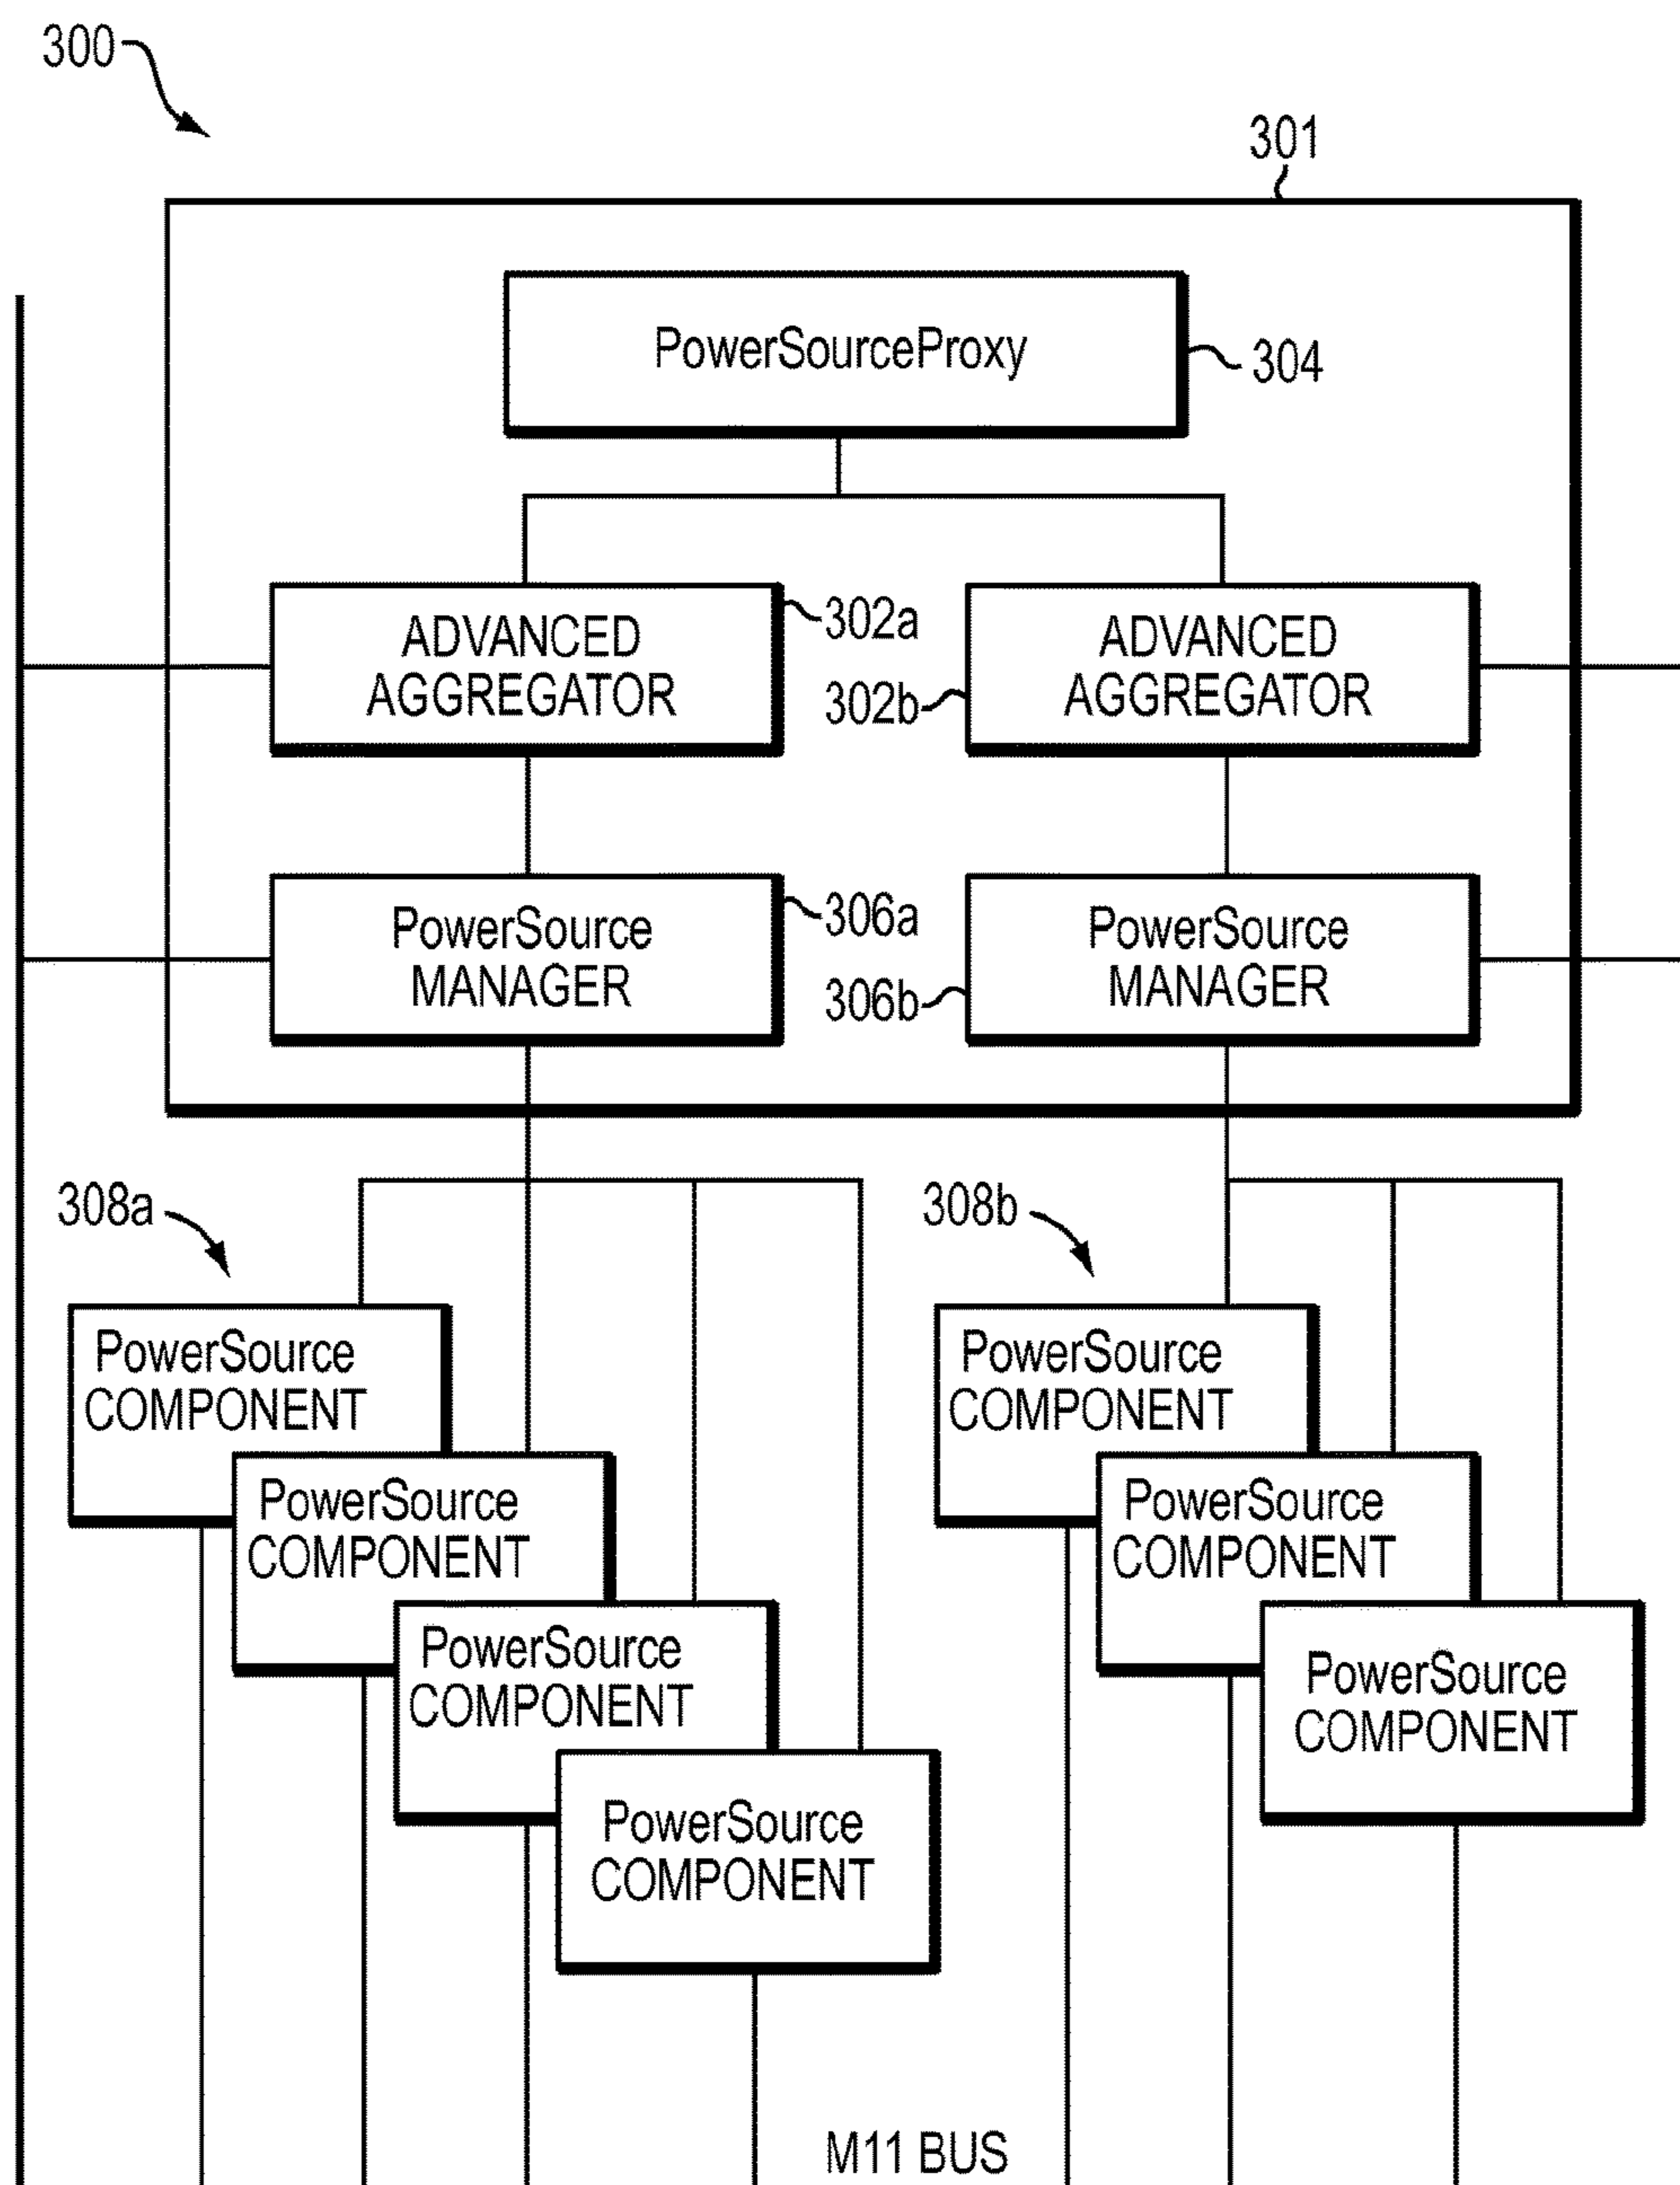 300
301
PowerSourceProxy
304
ADVANCED
AGGREGATOR
302a
302b
ADVANCED
AGGREGATOR
PowerSource
MANAGER
306a
306b
PowerSource
MANAGER
308a
308b
PowerSource
COMPONENT
PowerSource
COMPONENT
PowerSource
COMPONENT
PowerSource
COMPONENT
PowerSource
COMPONENT
PowerSource
COMPONENT
PowerSource
COMPONENT
M11 BUS